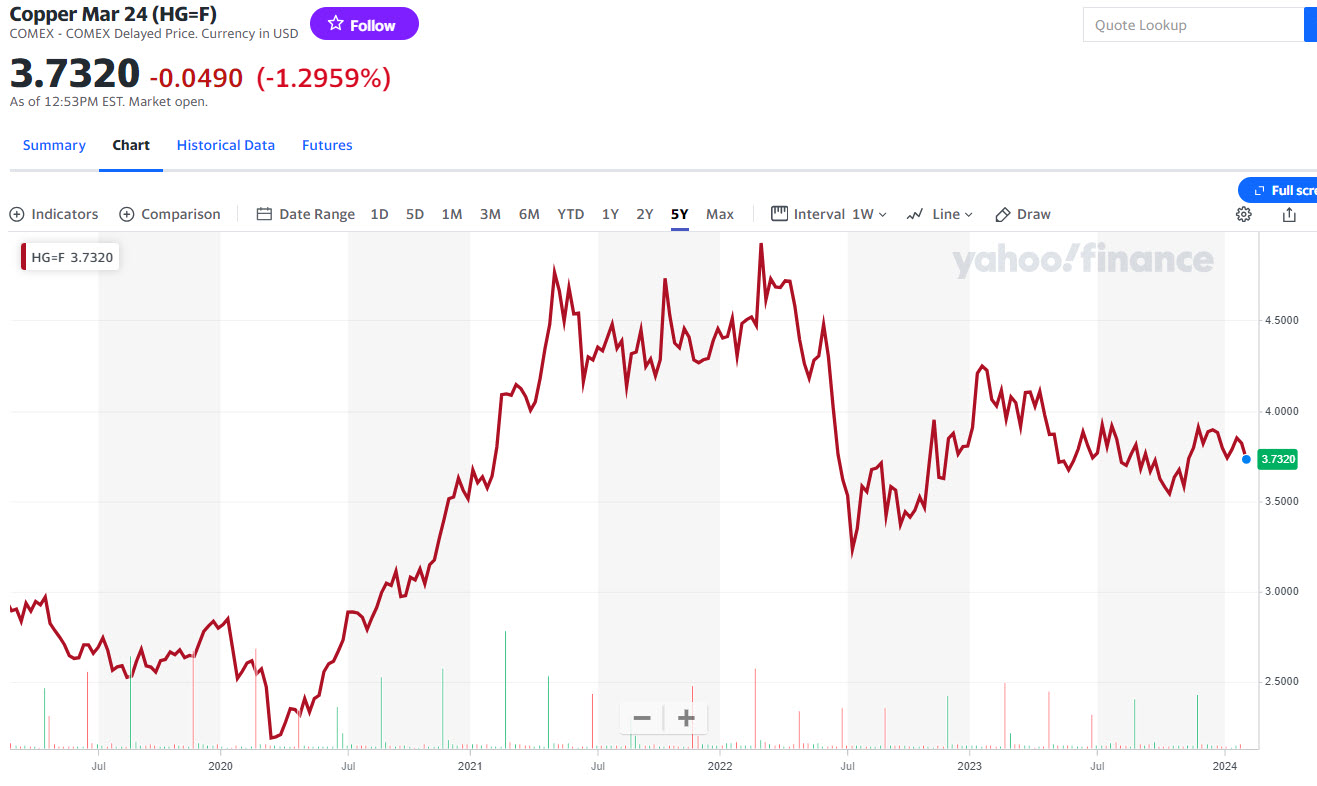 Copper Mar 24 (HG=F)
COMEX - COMEX Delayed Price. Currency in USD
Follow
Quote Lookup
3.7320 -0.0490 (-1.2959%)
As of 12:53PM EST. Market open.
Summary Chart Historical Data Futures
Full scre
Indicators Comparison Date Range 1D 5D 1M 3M 6M YTD 1Y 2Y 5Y Max Interval 1W Line Draw
HG=F 3.7320
yahoo!finance
4.5000
4.0000
3.7320
3.5000
3.0000
2.5000
Jul 2020 Jul 2021 Jul 2022 Jul 2023 Jul 2024